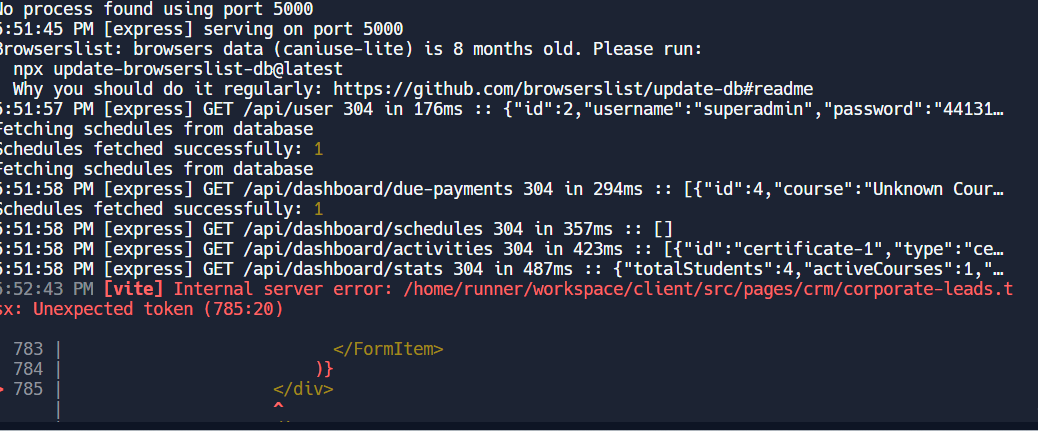 No process found using port 5000
5:51:45 PM [express] serving on port 5000
Browserslist: browsers data (caniuse-lite) is 8 months old. Please run:
  npx update-browserslist-db@latest
  Why you should do it regularly: https://github.com/browserslist/update-db#readme
5:51:57 PM [express] GET /api/user 304 in 176ms :: {"id":2,"username":"superadmin","password":"44131…
Fetching schedules from database
Schedules fetched successfully: 1
Fetching schedules from database
5:51:58 PM [express] GET /api/dashboard/due-payments 304 in 294ms :: [{"id":4,"course":"Unknown Cour…
Schedules fetched successfully: 1
5:51:58 PM [express] GET /api/dashboard/schedules 304 in 357ms :: []
5:51:58 PM [express] GET /api/dashboard/activities 304 in 423ms :: [{"id":"certificate-1","type":"ce…
5:51:58 PM [express] GET /api/dashboard/stats 304 in 487ms :: {"totalStudents":4,"activeCourses":1,"…
5:52:43 PM [vite] Internal server error: /home/runner/workspace/client/src/pages/crm/corporate-leads.t
sx: Unexpected token (785:20)
783 | </FormItem>
784 | )}
> 785 | </div>
| ^